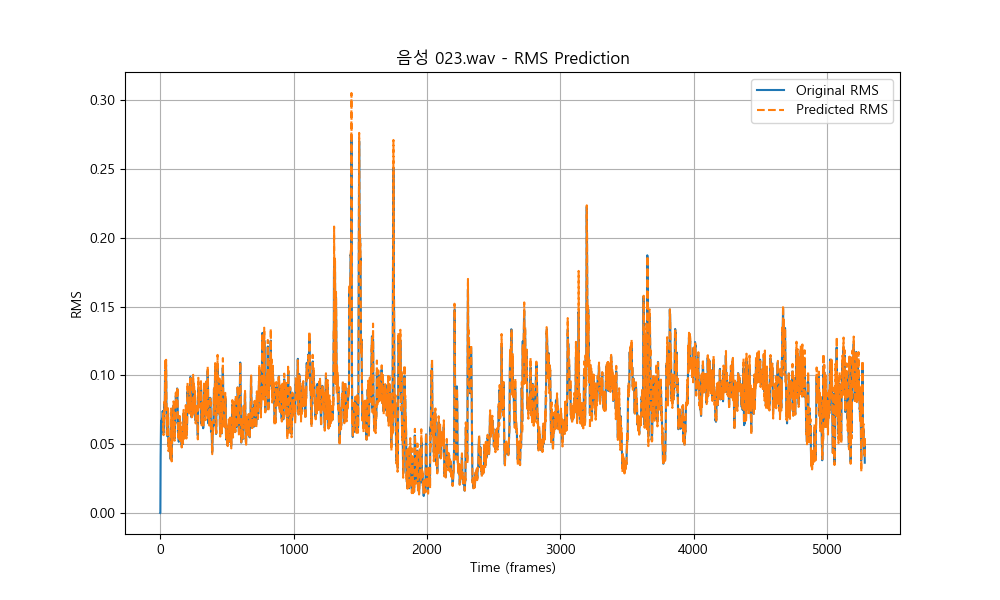 음성 023.wav - RMS Prediction
Original RMS
Predicted RMS
RMS
0.30
0.25
0.20
0.15
0.10
0.05
0.00
0
1000
2000
3000
4000
5000
Time (frames)